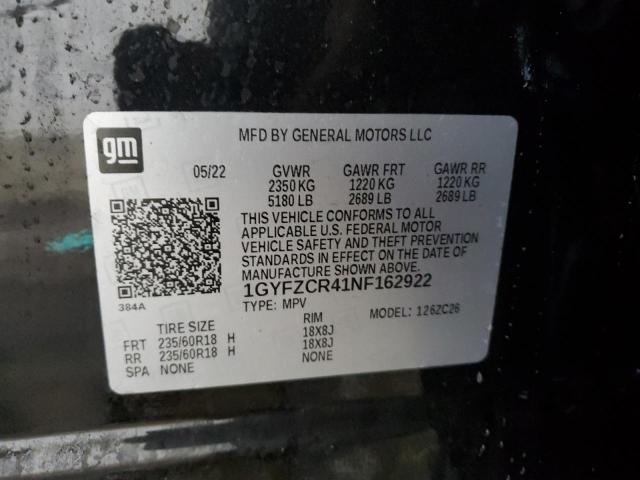 gm
MFD BY GENERAL MOTORS LLC
05/22 GVWR GAWR FRT GAWR RR
2350 KG 1220 KG 1220 KG
5180 LB 2689 LB 2689 LB
THIS VEHICLE CONFORMS TO ALL
APPLICABLE U.S. FEDERAL MOTOR
VEHICLE SAFETY AND THEFT PREVENTION
STANDARDS IN EFFECT ON THE DATE OF
MANUFACTURE SHOWN ABOVE.
384A
1GYFZCR41NF162922
TYPE: MPV MODEL: 126ZC26
TIRE SIZE RIM
FRT 235/60R18 H 18X8J
RR 235/60R18 H 18X8J
SPA NONE NONE